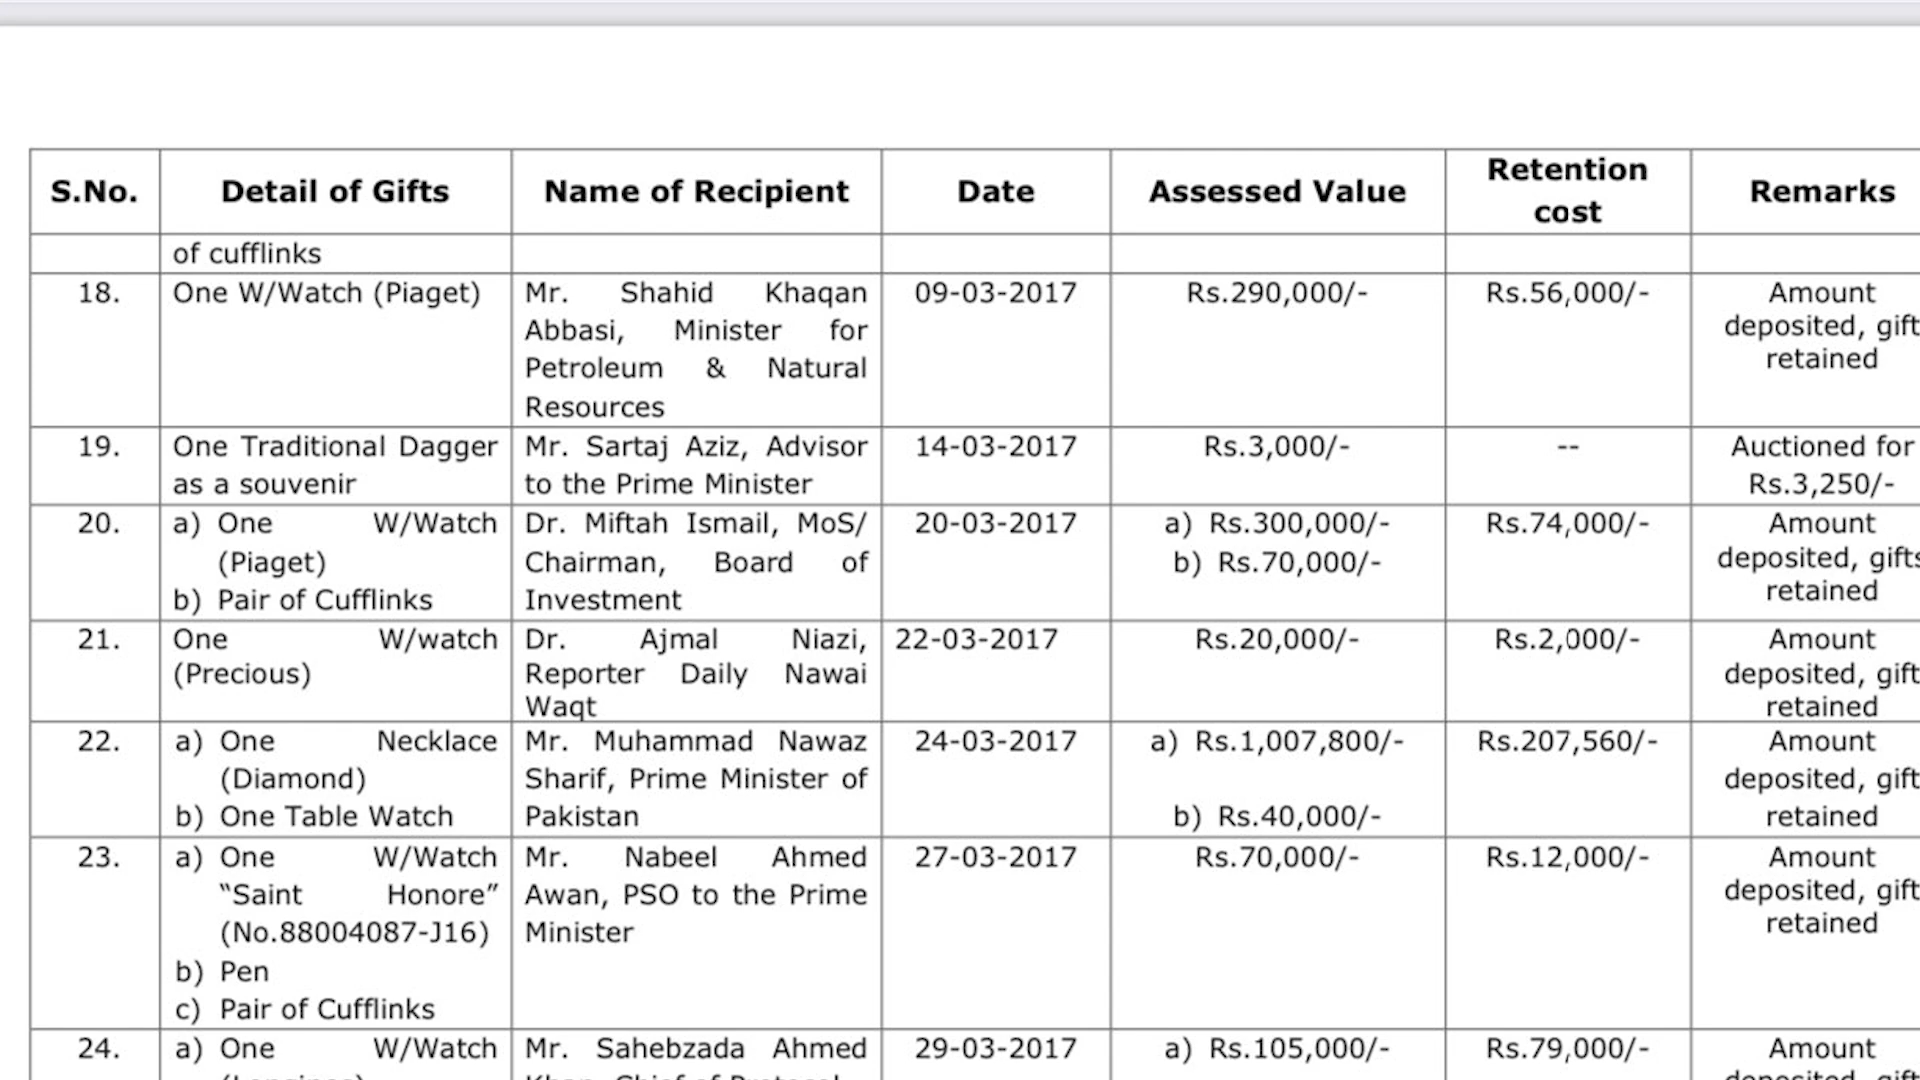 S.No. Detail of Gifts Name of Recipient Date Assessed Value Retention cost Remarks
of cufflinks
18. One W/Watch (Piaget) Mr. Shahid Khaqan 09-03-2017 Rs.290,000/- Rs.56,000/- Amount
Abbasi, Minister for deposited, gift
Petroleum & Natural retained
Resources
19. One Traditional Dagger Mr. Sartaj Aziz, Advisor 14-03-2017 Rs.3,000/- -- Auctioned for
as a souvenir to the Prime Minister Rs.3,250/-
20. a) One W/Watch Dr. Miftah Ismail, MoS/ 20-03-2017 a) Rs.300,000/- Rs.74,000/- Amount
(Piaget) Chairman, Board of b) Rs.70,000/- deposited, gifts
b) Pair of Cufflinks Investment retained
21. One W/watch Dr. Ajmal Niazi, 22-03-2017 Rs.20,000/- Rs.2,000/- Amount
(Precious) Reporter Daily Nawai deposited, gift
Waqt retained
22. a) One Necklace Mr. Muhammad Nawaz 24-03-2017 a) Rs.1,007,800/- Rs.207,560/- Amount
(Diamond) Sharif, Prime Minister of deposited, gift
b) One Table Watch Pakistan b) Rs.40,000/- retained
23. a) One W/Watch Mr. Nabeel Ahmed 27-03-2017 Rs.70,000/- Rs.12,000/- Amount
“Saint Honore” Awan, PSO to the Prime deposited, gift
(No.88004087-J16) Minister retained
b) Pen
c) Pair of Cufflinks
24. a) One W/Watch Mr. Sahebzada Ahmed 29-03-2017 a) Rs.105,000/- Rs.79,000/- Amount